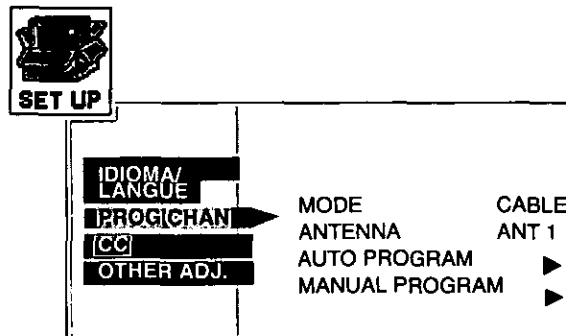 SET UP
IDIOMA/
LANGUE
PROG CHAN
CC
OTHER ADJ.
MODE CABLE
ANTENNA ANT 1
AUTO PROGRAM ▶
MANUAL PROGRAM ▶